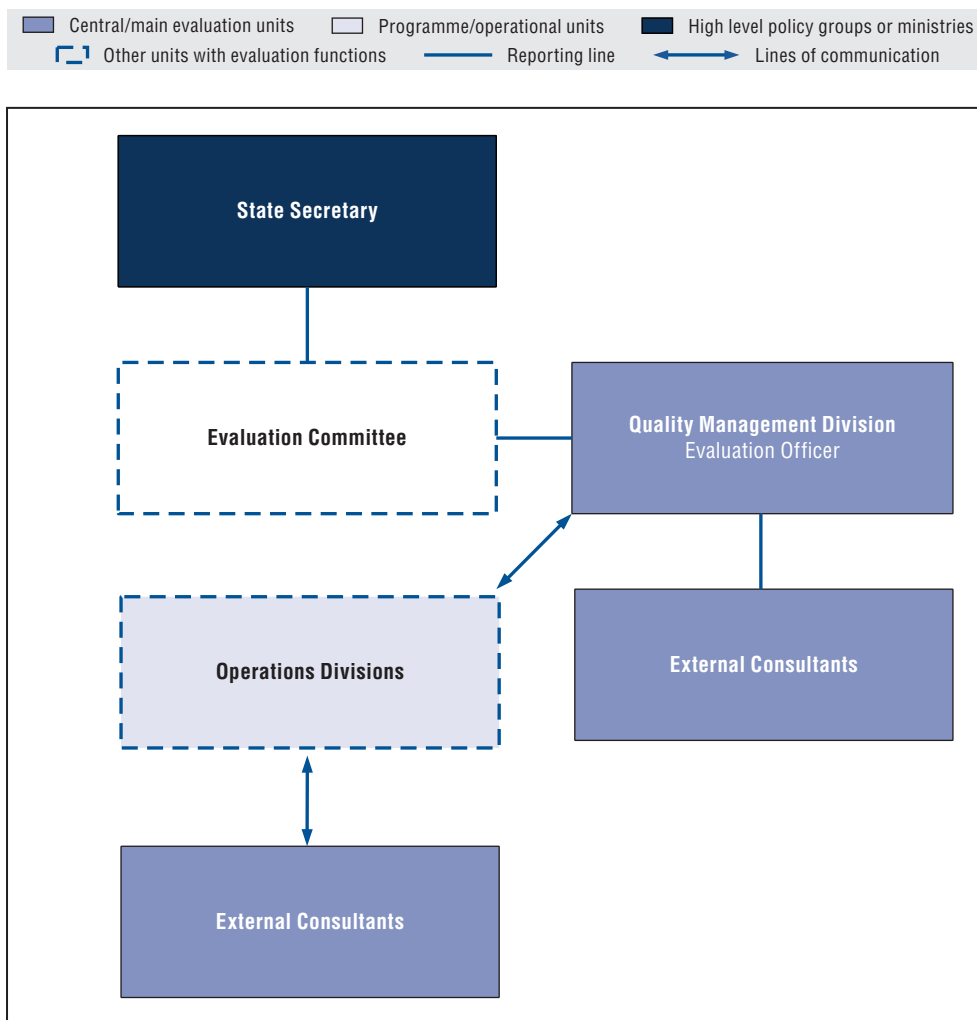 Central/main evaluation units
Programme/operational units
High level policy groups or ministries
Other units with evaluation functions
Reporting line
Lines of communication
State Secretary
Evaluation Committee
Quality Management Division
Evaluation Officer
Operations Divisions
External Consultants
External Consultants